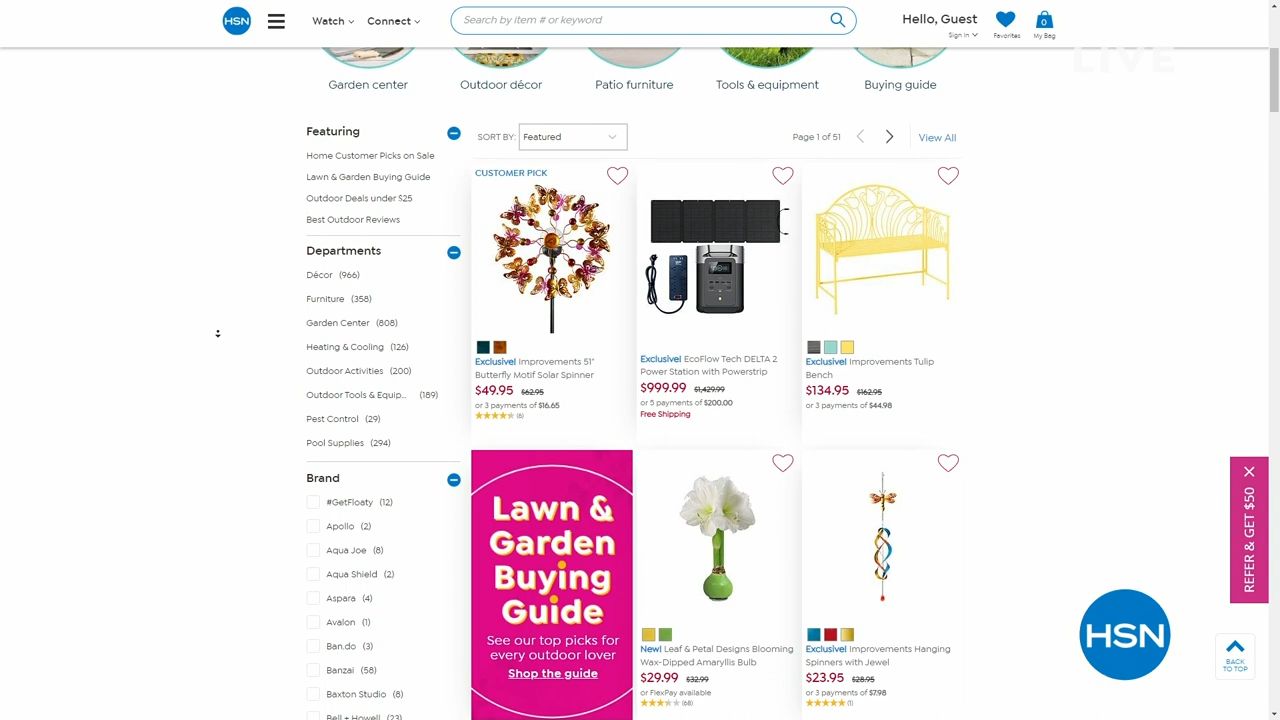 HSN
Watch
Connect
Search by item # or keyword
Hello, Guest
Sign In
Favorites
0
My Bag
LIVE
Garden center
Outdoor décor
Patio furniture
Tools & equipment
Buying guide
Featuring
Home Customer Picks on Sale
Lawn & Garden Buying Guide
Outdoor Deals under $25
Best Outdoor Reviews
Departments
Décor (966)
Furniture (358)
Garden Center (808)
Heating & Cooling (126)
Outdoor Activities (200)
Outdoor Tools & Equip... (189)
Pest Control (29)
Pool Supplies (294)
Brand
#GetFloaty (12)
Apollo (2)
Aqua Joe (8)
Aqua Shield (2)
Aspara (4)
Avalon (1)
Ban.do (3)
Banzai (58)
Baxton Studio (8)
Bell + Howell (23)
SORT BY: Featured
Page 1 of 51
View All
CUSTOMER PICK
Exclusive! Improvements 51"
Butterfly Motif Solar Spinner
$49.95 $62.95
or 3 payments of $16.65
(6)
Exclusive! EcoFlow Tech DELTA 2
Power Station with Powerstrip
$999.99 $1,429.99
or 5 payments of $200.00
Free Shipping
Exclusive! Improvements Tulip
Bench
$134.95 $162.95
or 3 payments of $44.98
Lawn &
Garden
Buying
Guide
See our top picks for
every outdoor lover
Shop the guide
New! Leaf & Petal Designs Blooming
Wax-Dipped Amaryllis Bulb
$29.99 $32.99
or FlexPay available
(68)
Exclusive! Improvements Hanging
Spinners with Jewel
$23.95 $28.95
or 3 payments of $7.98
(1)
REFER & GET $50
HSN
BACK
TO TOP